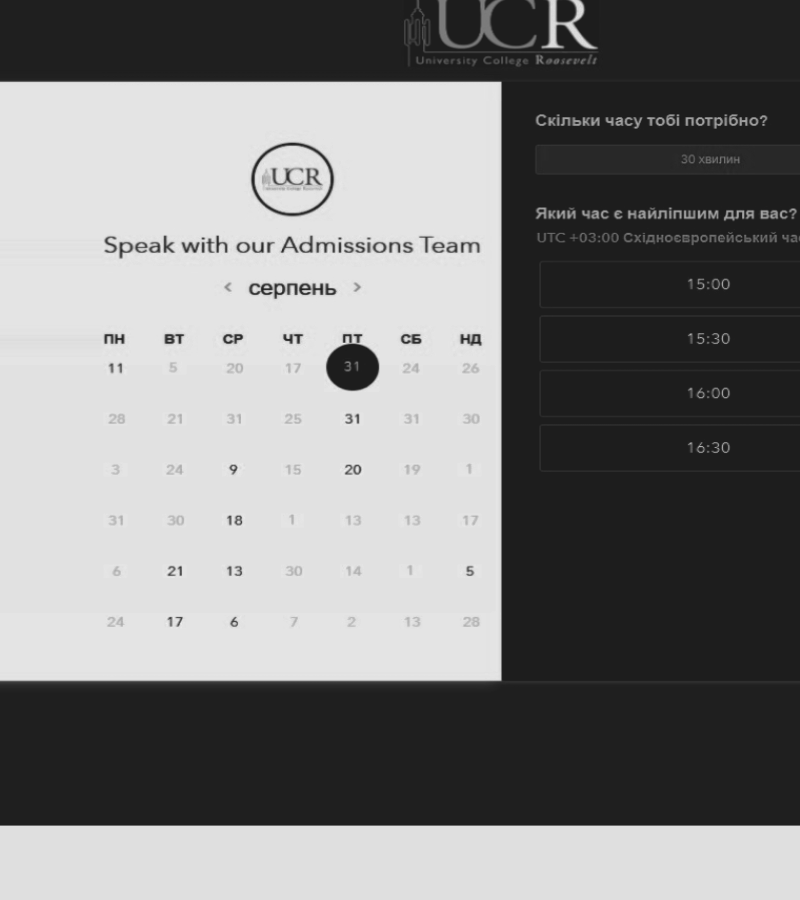 UCR
University College Roosevelt
UCR
Speak with our Admissions Team
< серпень >
ПН ВТ СР ЧТ ПТ СБ НД
11 5 20 17 31 24 26
28 21 31 25 31 31 30
3 24 9 15 20 19 1
31 30 18 1 13 13 17
6 21 13 30 14 1 5
24 17 6 7 2 13 28
Скільки часу тобі потрібно?
30 хвилин
Який час є найліпшим для вас?
UTC +03:00 Східноєвропейський ча
15:00
15:30
16:00
16:30